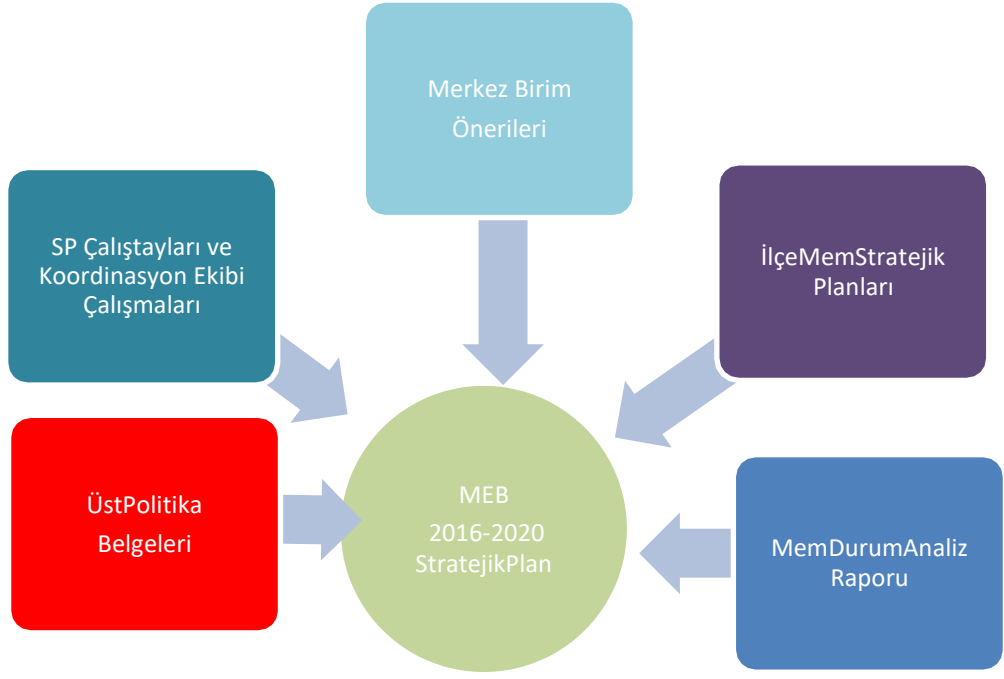 Merkez Birim
Önerileri
SP Çalıştayları ve
Koordinasyon Ekibi
Çalışmaları
İlçeMemStratejik
Planları
ÜstPolitika
Belgeleri
MEB
2016-2020
StratejikPlan
MemDurumAnaliz
Raporu